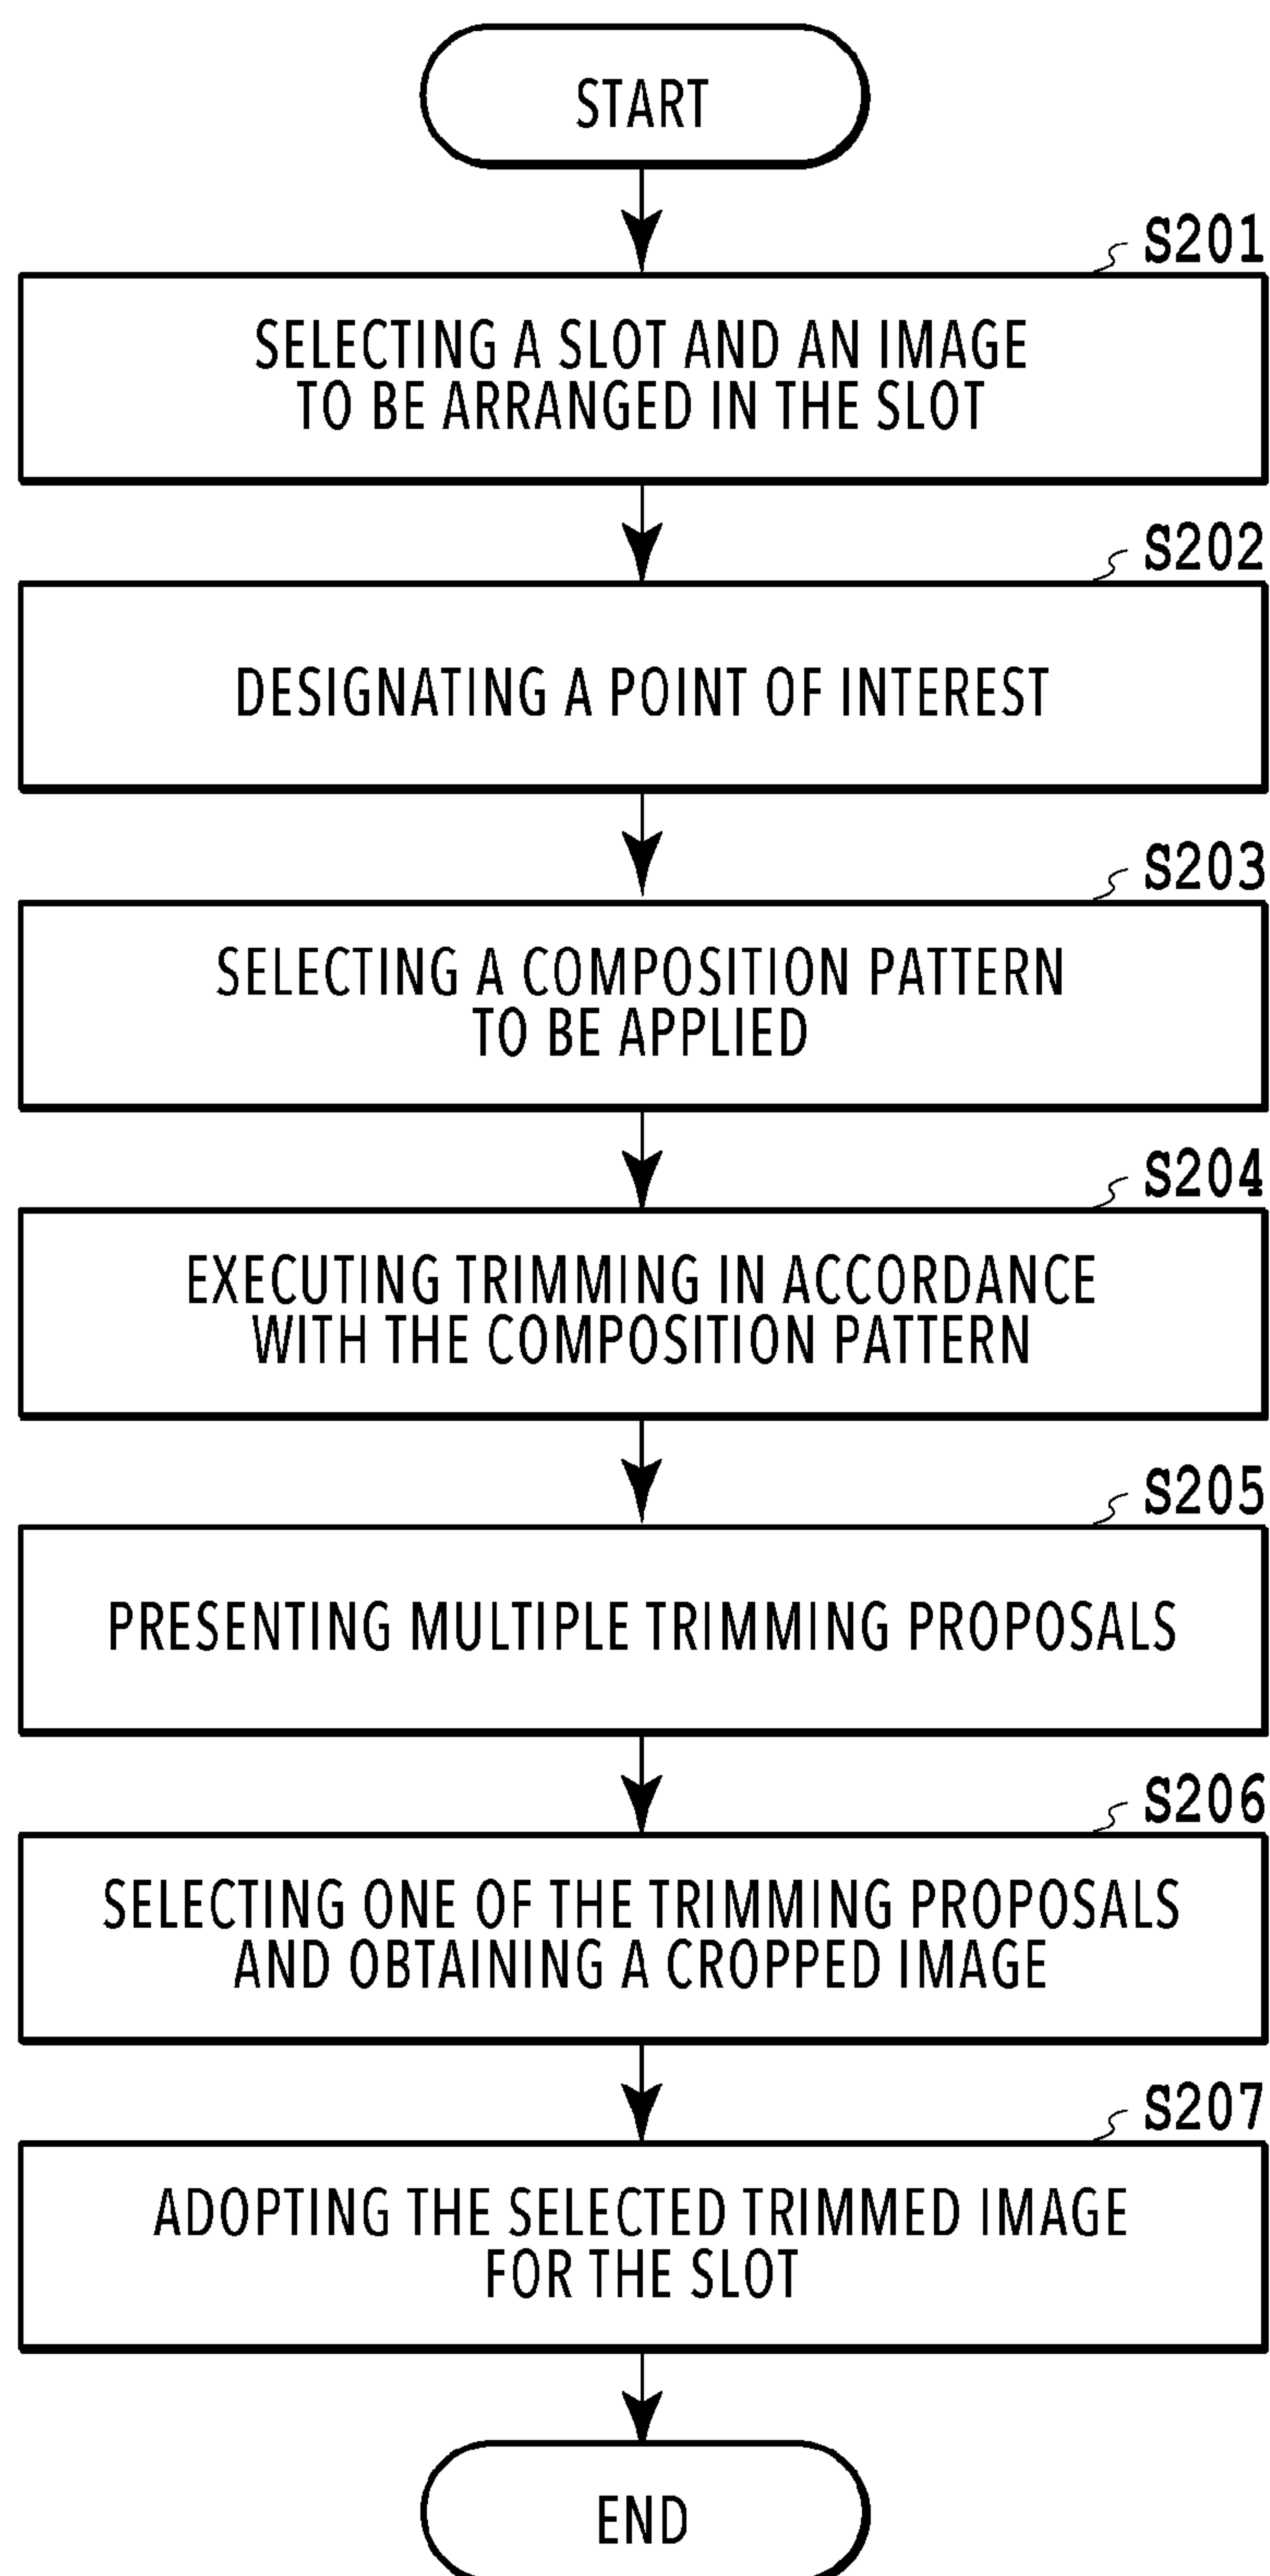 START
S201
SELECTING A SLOT AND AN IMAGE
TO BE ARRANGED IN THE SLOT
S202
DESIGNATING A POINT OF INTEREST
S203
SELECTING A COMPOSITION PATTERN
TO BE APPLIED
S204
EXECUTING TRIMMING IN ACCORDANCE
WITH THE COMPOSITION PATTERN
S205
PRESENTING MULTIPLE TRIMMING PROPOSALS
S206
SELECTING ONE OF THE TRIMMING PROPOSALS
AND OBTAINING A CROPPED IMAGE
S207
ADOPTING THE SELECTED TRIMMED IMAGE
FOR THE SLOT
END